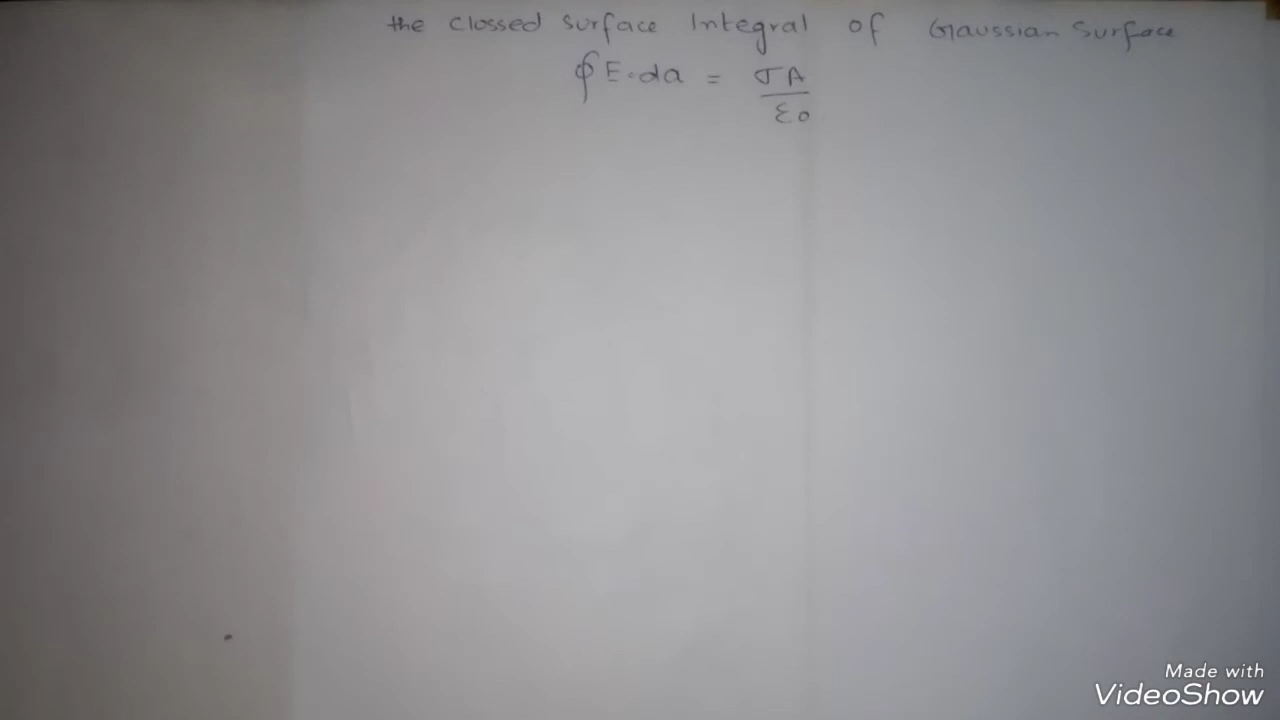 the clossed surface Integral of Gaussian Surface
∮E.da = σA/ε0
Made with
VideoShow